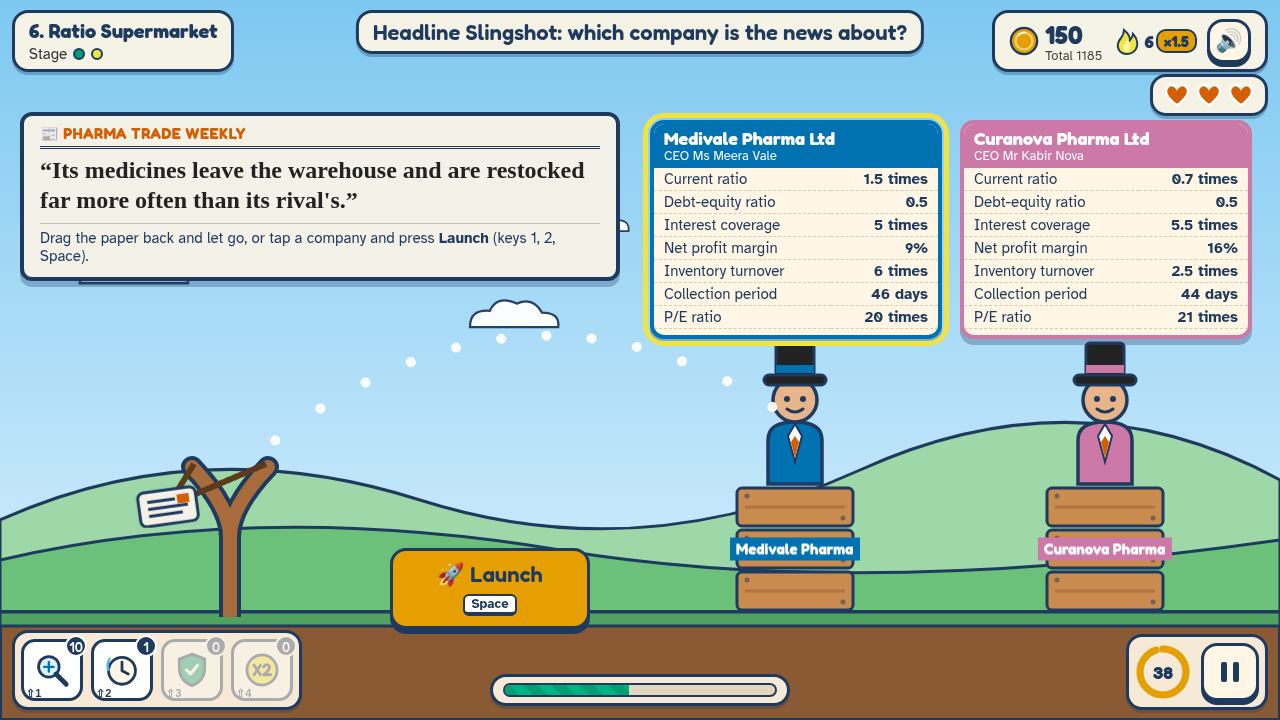 6. Ratio Supermarket
Stage
Headline Slingshot: which company is the news about?
150
Total 1185
6
x1.5
PHARMA TRADE WEEKLY
“Its medicines leave the warehouse and are restocked
far more often than its rival's.”
Drag the paper back and let go, or tap a company and press Launch (keys 1, 2,
Space).
Medivale Pharma Ltd
CEO Ms Meera Vale
Current ratio 1.5 times
Debt-equity ratio 0.5
Interest coverage 5 times
Net profit margin 9%
Inventory turnover 6 times
Collection period 46 days
P/E ratio 20 times
Curanova Pharma Ltd
CEO Mr Kabir Nova
Current ratio 0.7 times
Debt-equity ratio 0.5
Interest coverage 5.5 times
Net profit margin 16%
Inventory turnover 2.5 times
Collection period 44 days
P/E ratio 21 times
Medivale Pharma
Curanova Pharma
Launch
Space
10
⇧1
1
⇧2
0
⇧3
X2
0
⇧4
38